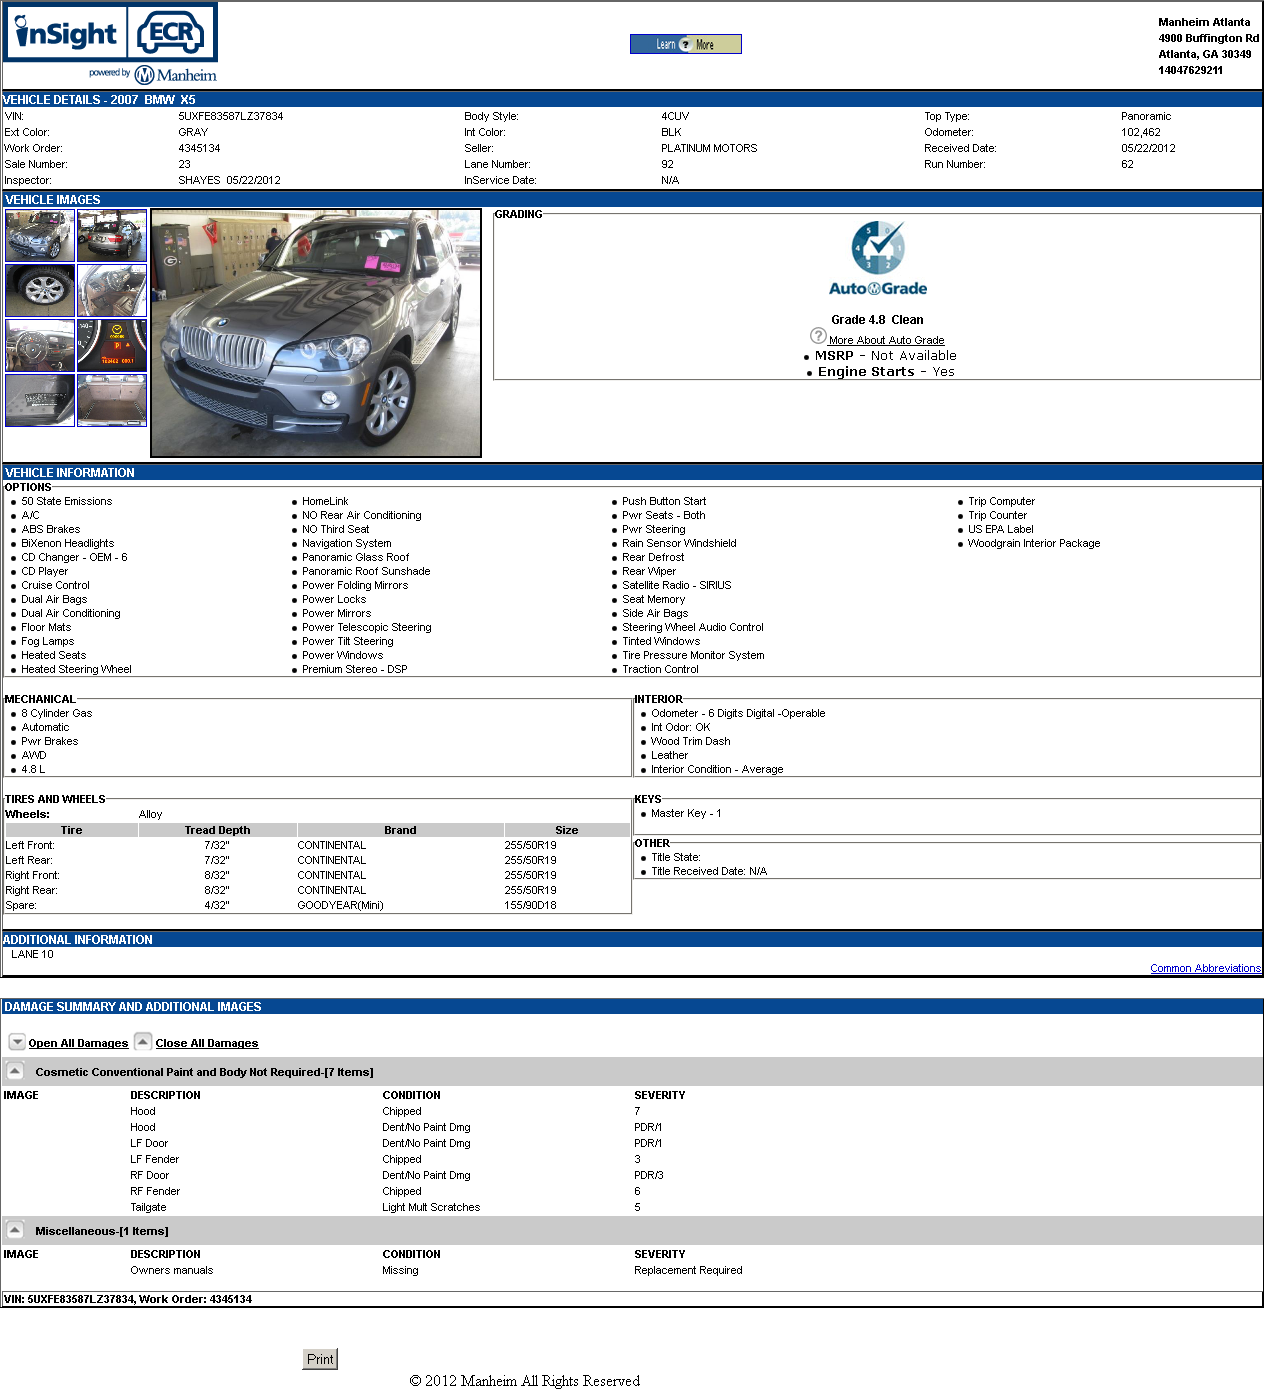 inSight ECR
powered by Manheim
Learn ? More
Manheim Atlanta
4900 Buffington Rd
Atlanta, GA 30349
14047629211
VEHICLE DETAILS - 2007 BMW X5
VIN: 5UXFE83587LZ37834 Body Style: 4CUV Top Type: Panoramic
Ext Color: GRAY Int Color: BLK Odometer: 102,462
Work Order: 4345134 Seller: PLATINUM MOTORS Received Date: 05/22/2012
Sale Number: 23 Lane Number: 92 Run Number: 62
Inspector: SHAYES 05/22/2012 InService Date: N/A
VEHICLE IMAGES
GRADING
5 0 4 1 3 2
AutoGrade
Grade 4.8 Clean
? More About Auto Grade
• MSRP - Not Available
• Engine Starts - Yes
VEHICLE INFORMATION
OPTIONS
• 50 State Emissions • HomeLink • Push Button Start • Trip Computer
• A/C • NO Rear Air Conditioning • Pwr Seats - Both • Trip Counter
• ABS Brakes • NO Third Seat • Pwr Steering • US EPA Label
• BiXenon Headlights • Navigation System • Rain Sensor Windshield • Woodgrain Interior Package
• CD Changer - OEM - 6 • Panoramic Glass Roof • Rear Defrost
• CD Player • Panoramic Roof Sunshade • Rear Wiper
• Cruise Control • Power Folding Mirrors • Satellite Radio - SIRIUS
• Dual Air Bags • Power Locks • Seat Memory
• Dual Air Conditioning • Power Mirrors • Side Air Bags
• Floor Mats • Power Telescopic Steering • Steering Wheel Audio Control
• Fog Lamps • Power Tilt Steering • Tinted Windows
• Heated Seats • Power Windows • Tire Pressure Monitor System
• Heated Steering Wheel • Premium Stereo - DSP • Traction Control
MECHANICAL
• 8 Cylinder Gas
• Automatic
• Pwr Brakes
• AWD
• 4.8 L
INTERIOR
• Odometer - 6 Digits Digital -Operable
• Int Odor: OK
• Wood Trim Dash
• Leather
• Interior Condition - Average
TIRES AND WHEELS
Wheels: Alloy
Tire Tread Depth Brand Size
Left Front: 7/32" CONTINENTAL 255/50R19
Left Rear: 7/32" CONTINENTAL 255/50R19
Right Front: 8/32" CONTINENTAL 255/50R19
Right Rear: 8/32" CONTINENTAL 255/50R19
Spare: 4/32" GOODYEAR(Mini) 155/90D18
KEYS
• Master Key - 1
OTHER
• Title State:
• Title Received Date: N/A
ADDITIONAL INFORMATION
LANE 10
Common Abbreviations
DAMAGE SUMMARY AND ADDITIONAL IMAGES
Open All Damages Close All Damages
Cosmetic Conventional Paint and Body Not Required-[7 Items]
IMAGE DESCRIPTION CONDITION SEVERITY
Hood Chipped 7
Hood Dent/No Paint Dmg PDR/1
LF Door Dent/No Paint Dmg PDR/1
LF Fender Chipped 3
RF Door Dent/No Paint Dmg PDR/3
RF Fender Chipped 6
Tailgate Light Mult Scratches 5
Miscellaneous-[1 Items]
IMAGE DESCRIPTION CONDITION SEVERITY
Owners manuals Missing Replacement Required
VIN: 5UXFE83587LZ37834, Work Order: 4345134
Print
© 2012 Manheim All Rights Reserved